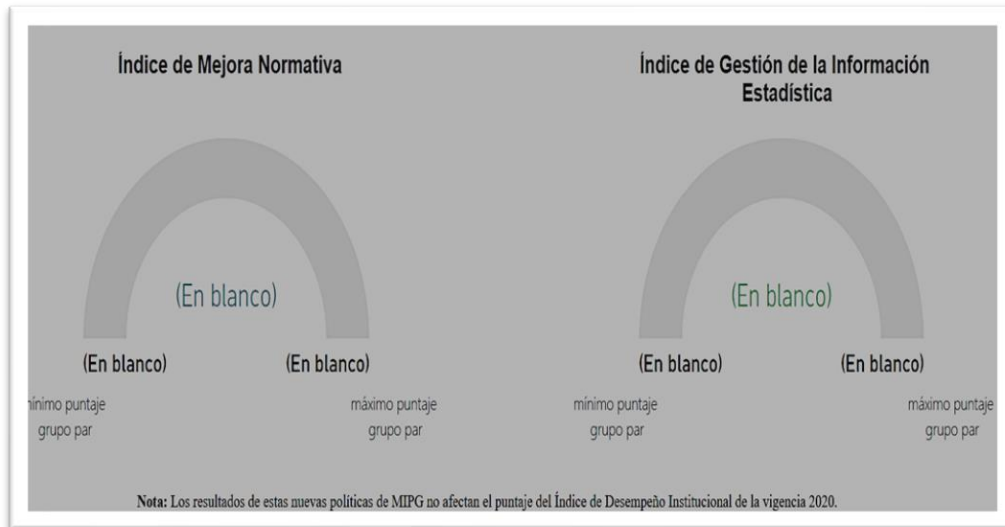 Índice de Mejora Normativa
(En blanco)
(En blanco)
(En blanco)
mínimo puntaje
grupo par
máximo puntaje
grupo par
Índice de Gestión de la Información
Estadística
(En blanco)
(En blanco)
(En blanco)
mínimo puntaje
grupo par
máximo puntaje
grupo par
Nota: Los resultados de estas nuevas políticas de MIPG no afectan el puntaje del Índice de Desempeño Institucional de la vigencia 2020.